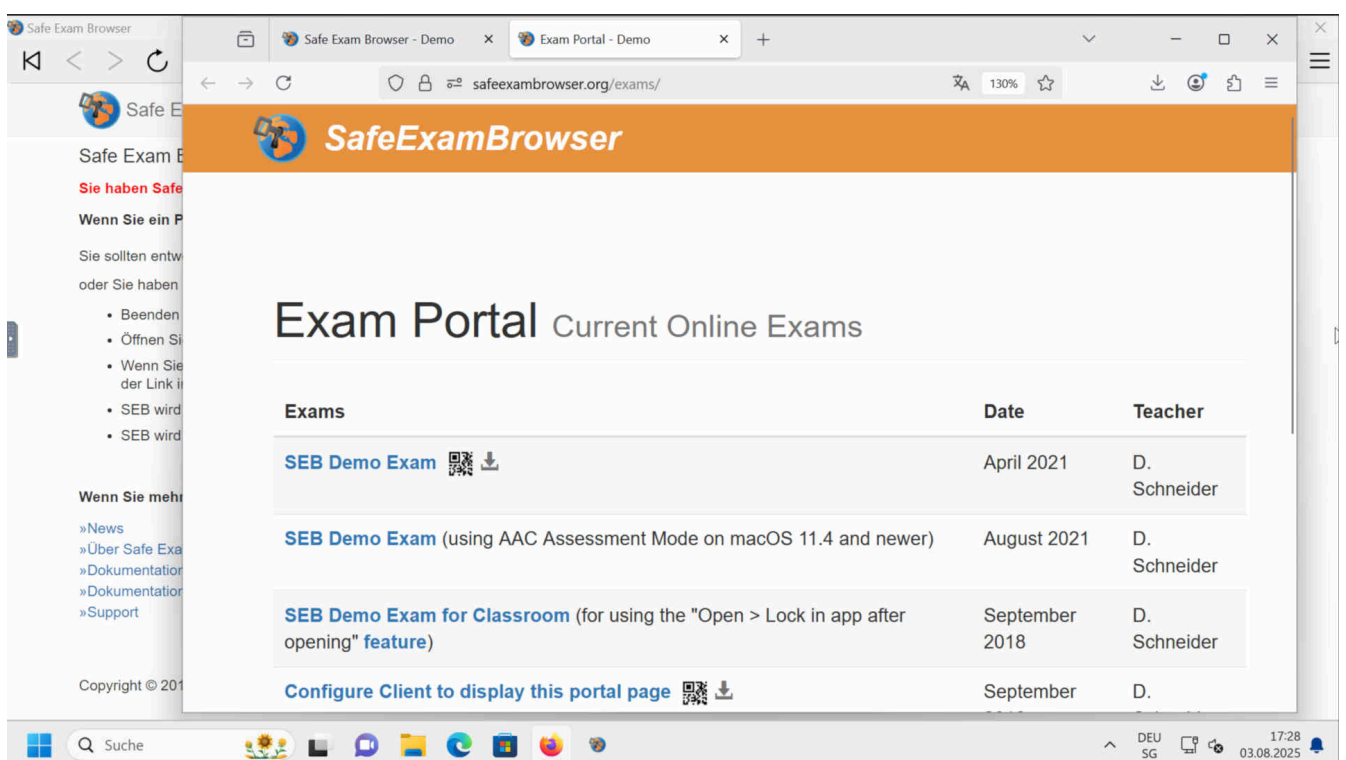 Safe Exam Browser
Safe Exam Browser - Demo
Exam Portal - Demo
safeexambrowser.org/exams/
130%
Safe E
SafeExamBrowser
Safe Exam
Sie haben Safe
Wenn Sie ein P
Sie sollten entw
oder Sie haben
• Beenden
• Öffnen Si
• Wenn Sie
der Link i
• SEB wird
• SEB wird
Wenn Sie mehr
»News
»Über Safe Exa
»Dokumentation
»Dokumentation
»Support
Copyright © 201
Exam Portal Current Online Exams
Exams Date Teacher
SEB Demo Exam April 2021 D.
Schneider
SEB Demo Exam (using AAC Assessment Mode on macOS 11.4 and newer) August 2021 D.
Schneider
SEB Demo Exam for Classroom (for using the "Open > Lock in app after September D.
opening" feature) 2018 Schneider
Configure Client to display this portal page September D.
Suche
DEU
SG
17:28
03.08.2025